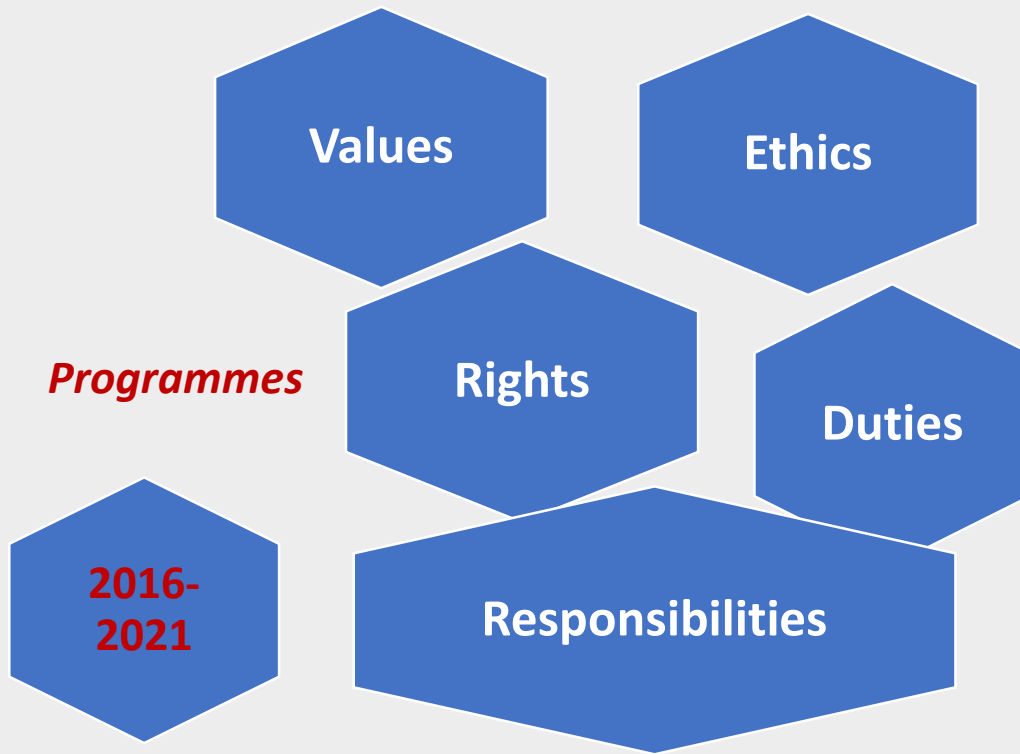 Values
Ethics
Programmes
Rights
Duties
2016-
2021
Responsibilities